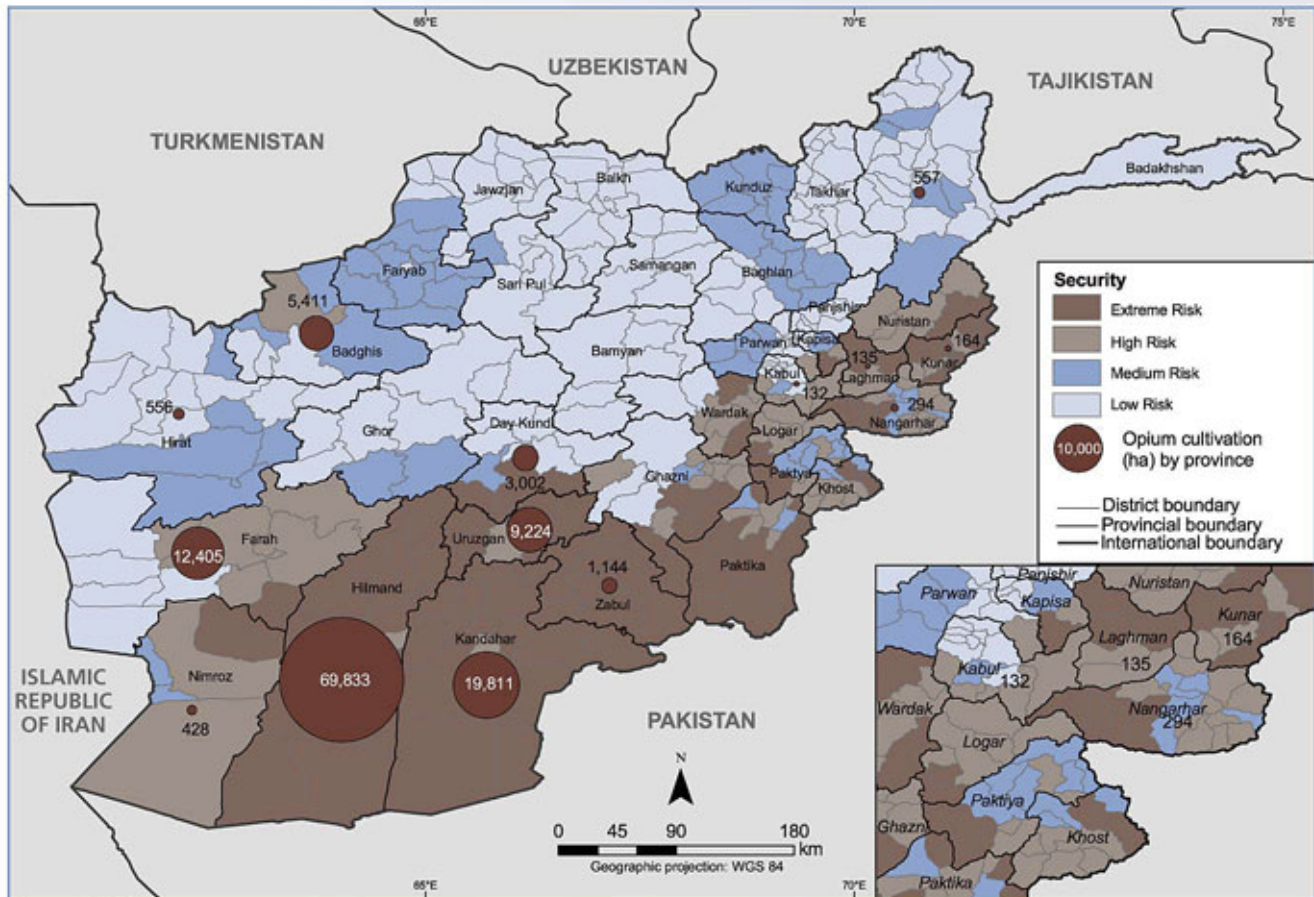 65°E
70°E
75°E
UZBEKISTAN
TAJIKISTAN
TURKMENISTAN
Badakhshan
Jawzjan
Balkh
Kunduz
Takhar
557
Faryab
Samangan
Baghlan
Sari Pul
5,411
Panjshir
Nuristan
Badghis
Bamyan
Parwan
Kapisa
164
135
Kunar
Kabul
Laghman
132
556
Hirat
Ghor
Day Kundi
Wardak
294
Nangarhar
Logar
Ghazni
Paktya
3,002
Khost
Farah
Uruzgan
9,224
12,405
1,144
Hilmand
Zabul
Paktika
Kandahar
Nimroz
69,833
19,811
428
ISLAMIC
REPUBLIC
OF IRAN
PAKISTAN
N
0 45 90 180
km
Geographic projection: WGS 84
65°E
70°E
Security
Extreme Risk
High Risk
Medium Risk
Low Risk
10,000
Opium cultivation
(ha) by province
District boundary
Provincial boundary
International boundary
Panjshir
Nuristan
Parwan
Kapisa
Kunar
Laghman
164
135
Kabul
132
Wardak
Nangarhar
294
Logar
Paktiya
Ghazni
Khost
Paktika